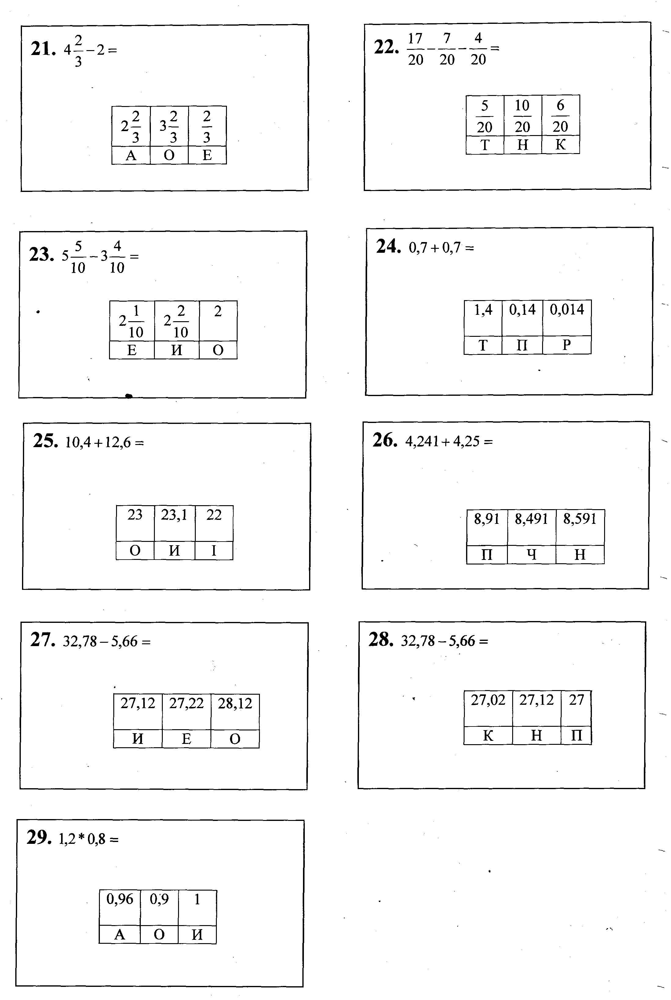 21. 4 2/3 − 2 =
2 2/3 3 2/3 2/3
А О Е
22. 17/20 − 7/20 − 4/20 =
5/20 10/20 6/20
Т Н К
23. 5 5/10 − 3 4/10 =
2 1/10 2 2/10 2
Е И О
24. 0,7 + 0,7 =
1,4 0,14 0,014
Т П Р
25. 10,4 + 12,6 =
23 23,1 22
О И І
26. 4,241 + 4,25 =
8,91 8,491 8,591
П Ч Н
27. 32,78 − 5,66 =
27,12 27,22 28,12
И Е О
28. 32,78 − 5,66 =
27,02 27,12 27
К Н П
29. 1,2 * 0,8 =
0,96 0,9 1
А О И